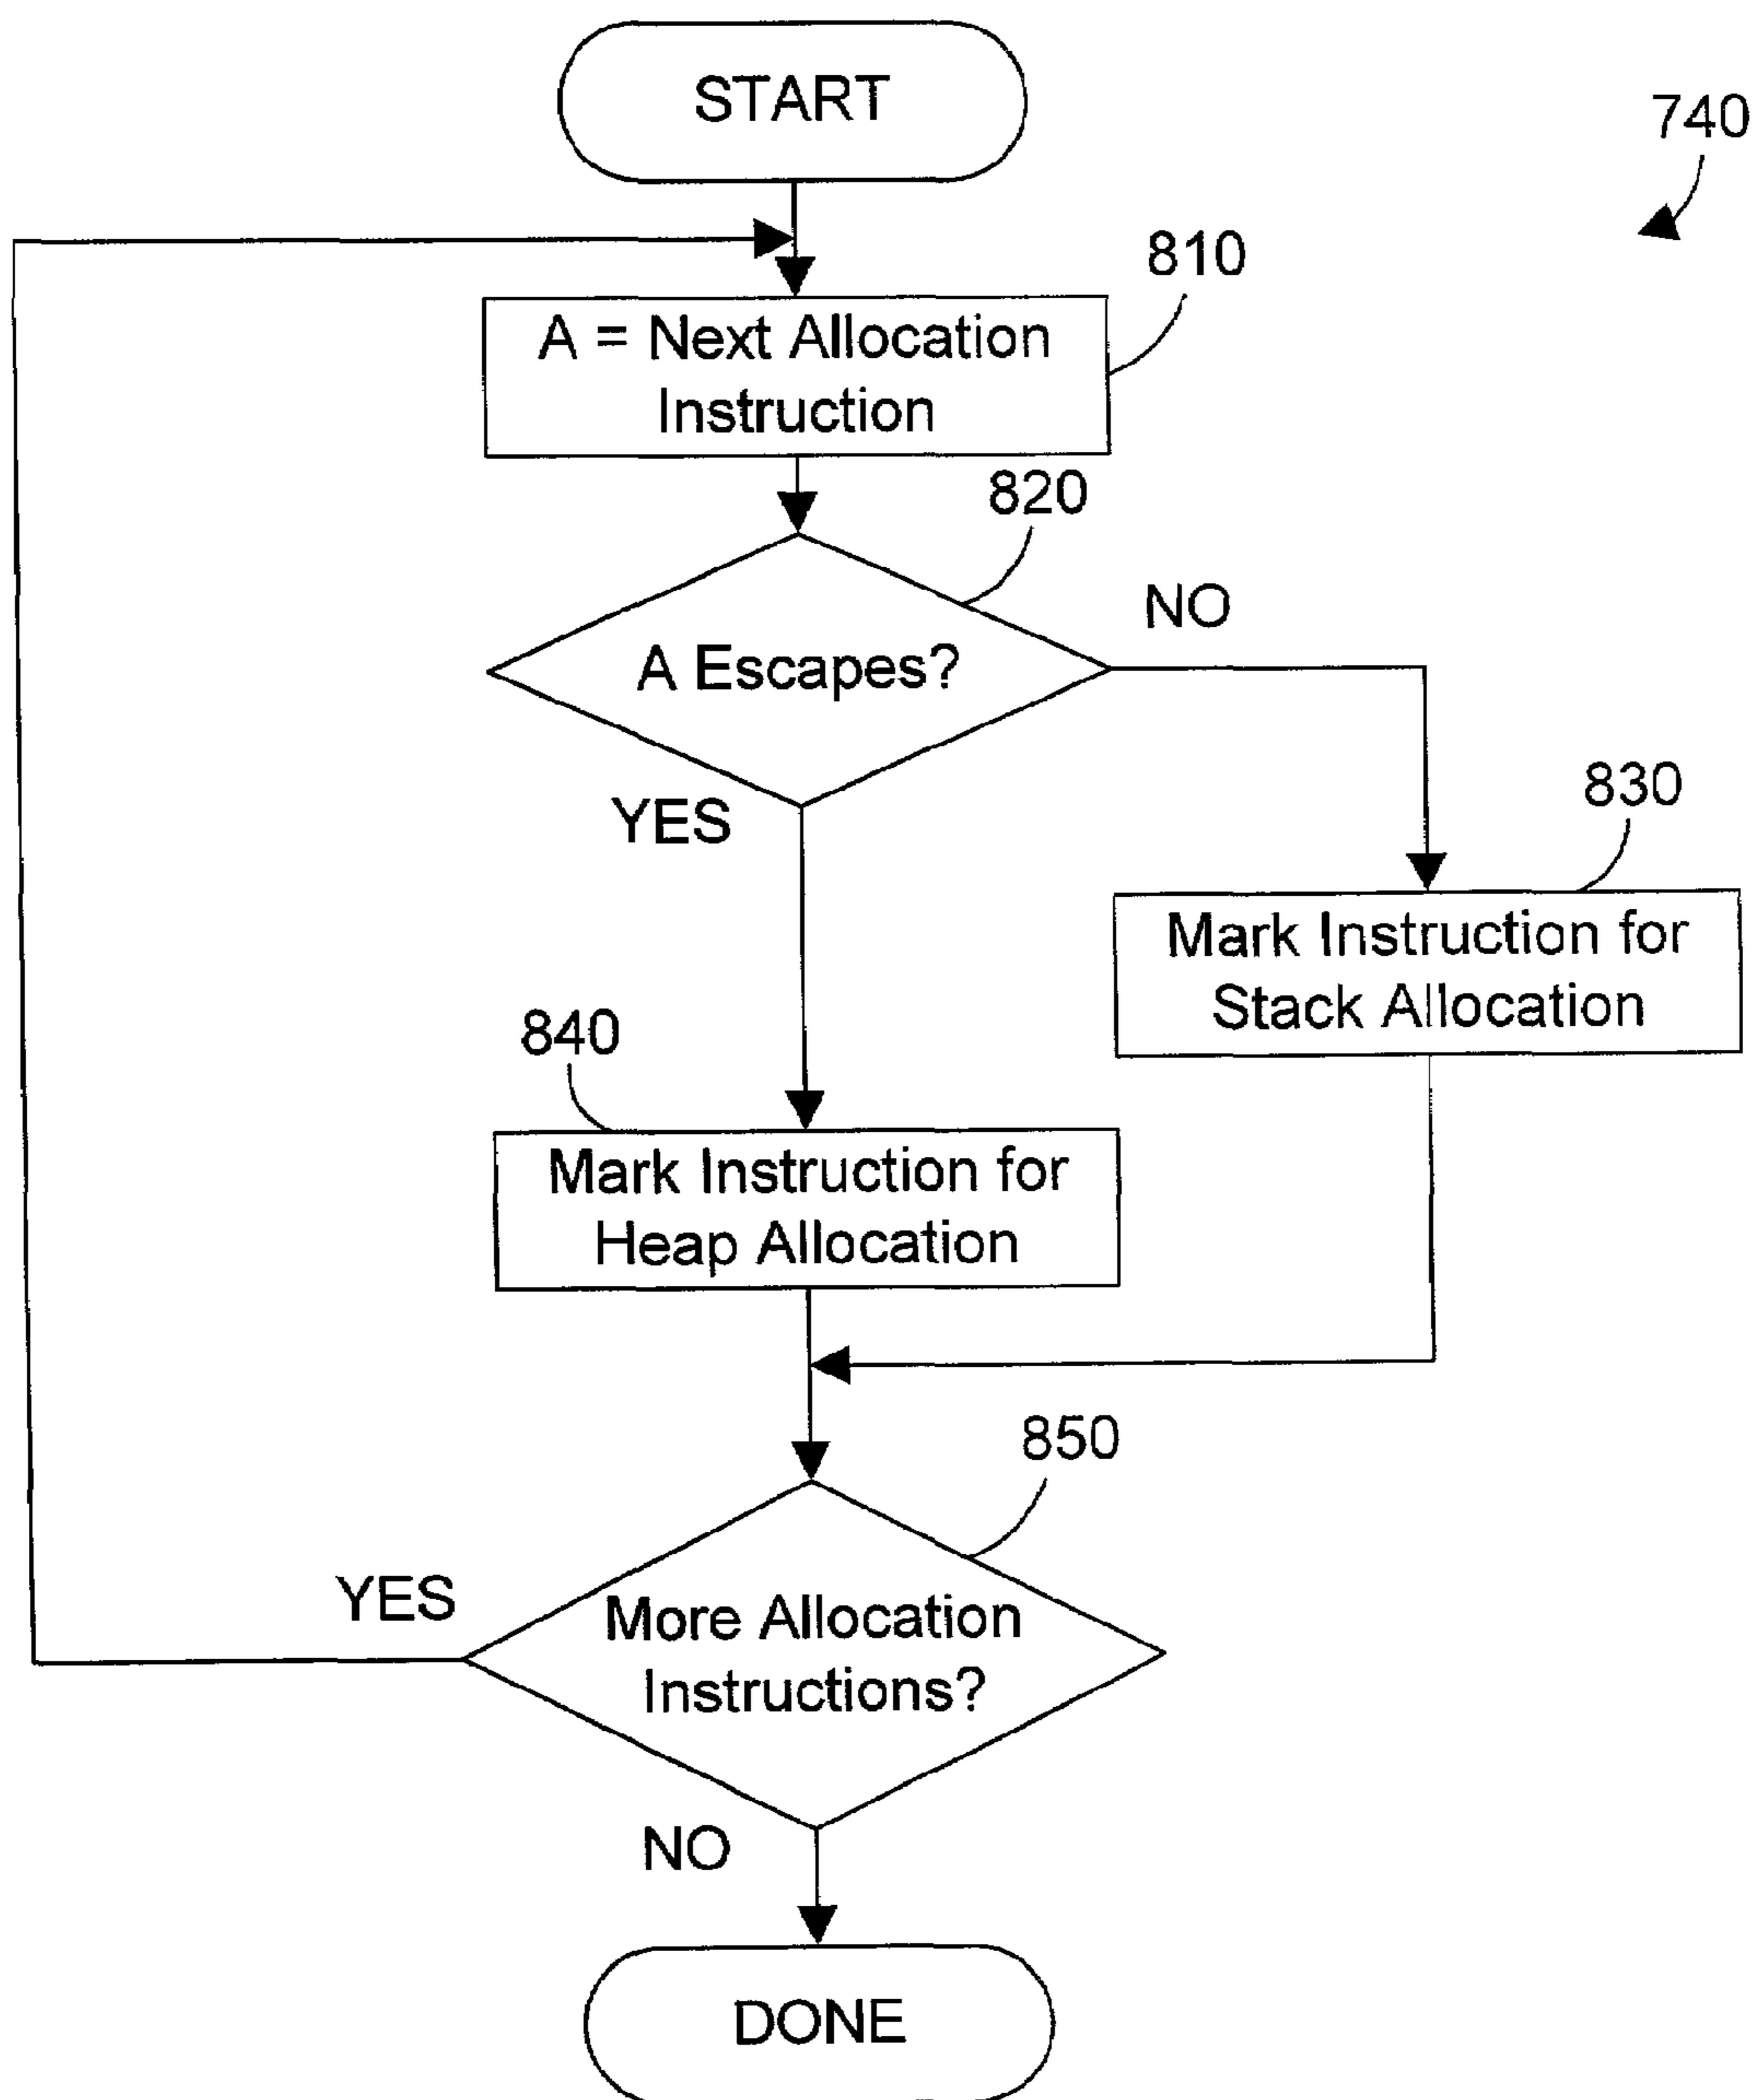 START
740
810
A = Next Allocation
Instruction
820
NO
A Escapes?
YES
830
Mark Instruction for
Stack Allocation
840
Mark Instruction for
Heap Allocation
850
YES
More Allocation
Instructions?
NO
DONE